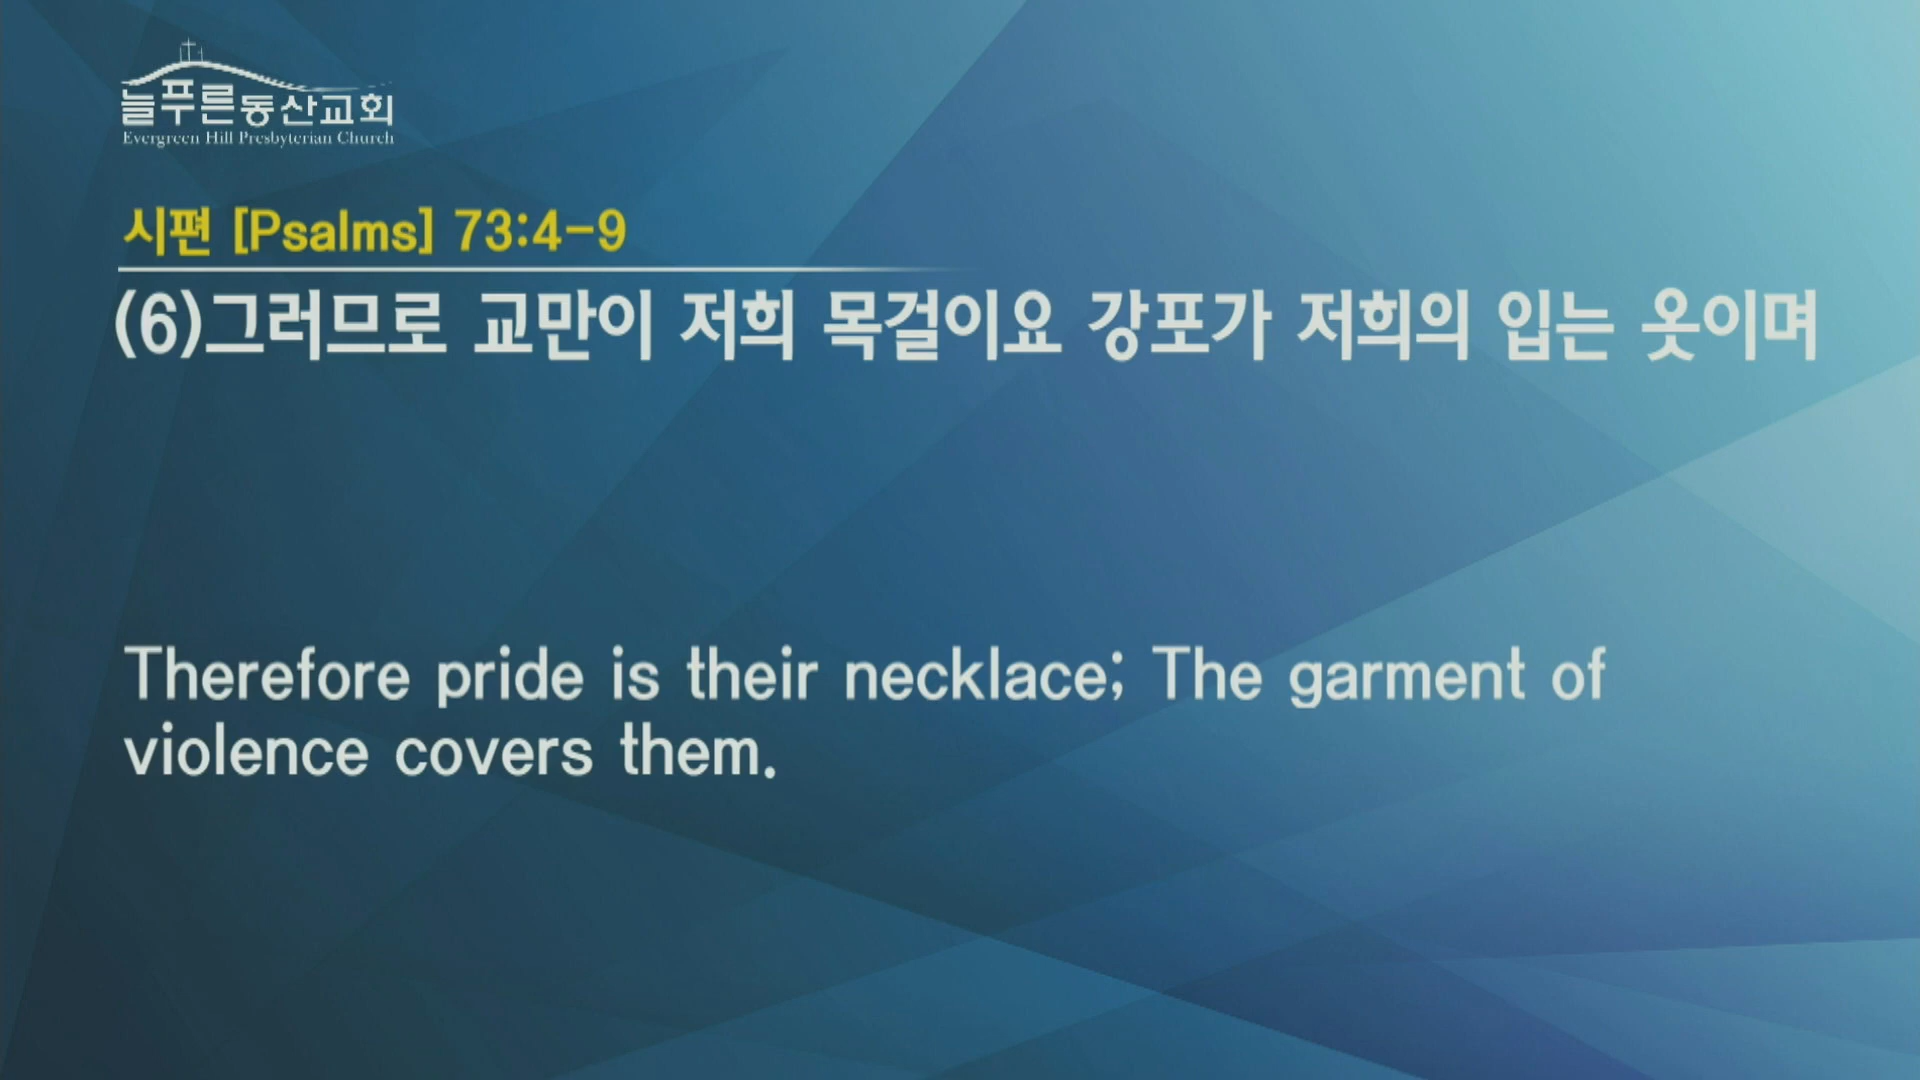 늘푸른동산교회
Evergreen Hill Presbyterian Church
시편 [Psalms] 73:4-9
(6)그러므로 교만이 저희 목걸이요 강포가 저희의 입는 옷이며
Therefore pride is their necklace; The garment of
violence covers them.